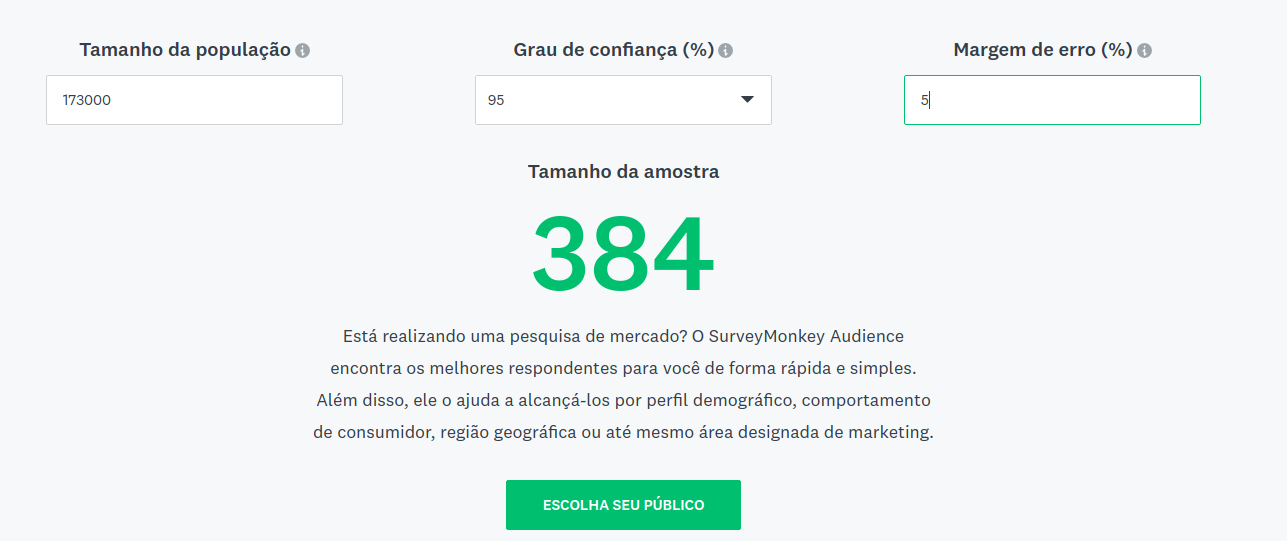 Tamanho da população
Grau de confiança (%)
Margem de erro (%)
173000
95
5
Tamanho da amostra
384
Está realizando uma pesquisa de mercado? O SurveyMonkey Audience
encontra os melhores respondentes para você de forma rápida e simples.
Além disso, ele o ajuda a alcançá-los por perfil demográfico, comportamento
de consumidor, região geográfica ou até mesmo área designada de marketing.
ESCOLHA SEU PÚBLICO